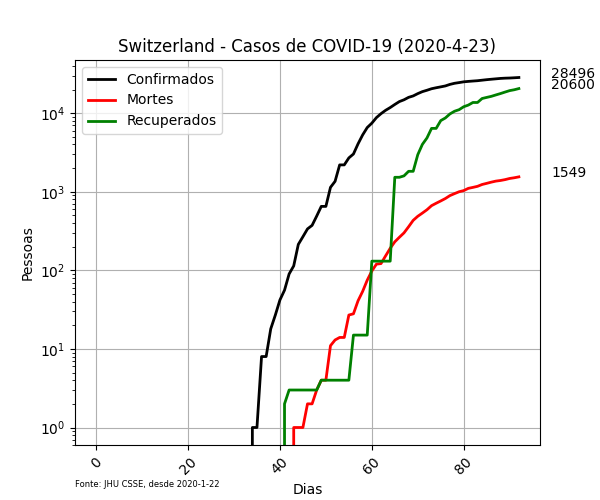 Switzerland - Casos de COVID-19 (2020-4-23)
Confirmados
Mortes
Recuperados
28496
20600
1549
10^4
10^3
10^2
10^1
10^0
Pessoas
0
20
40
60
80
Dias
Fonte: JHU CSSE, desde 2020-1-22